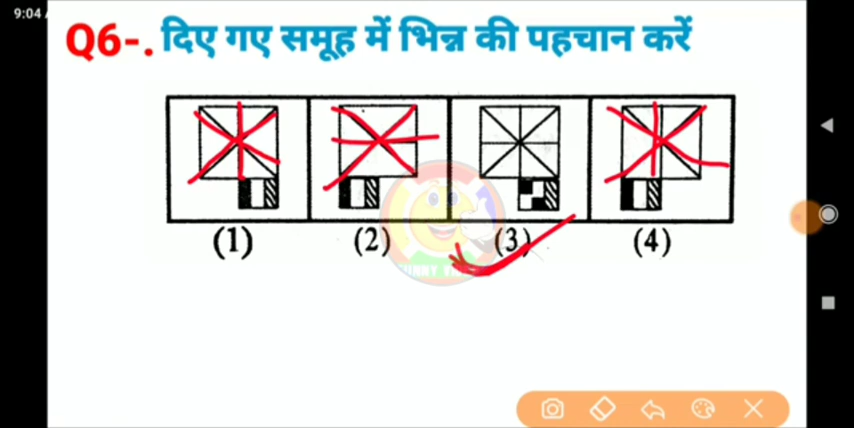 9:04
Q6-. दिए गए समूह में भिन्न की पहचान करें
(1) (2) (3) (4)